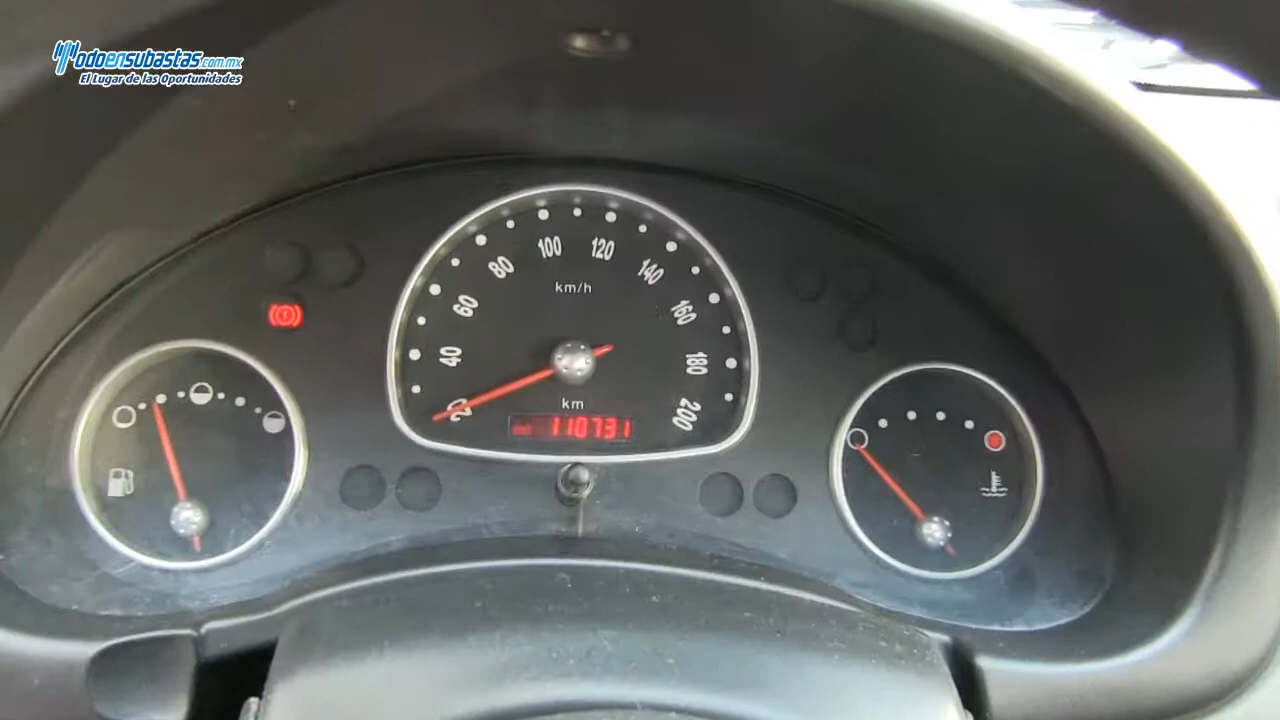 Todoensubastas.com.mx
El Lugar de las Oportunidades
20 40 60 80 100 120 140 160 180 200
km/h
km
110731